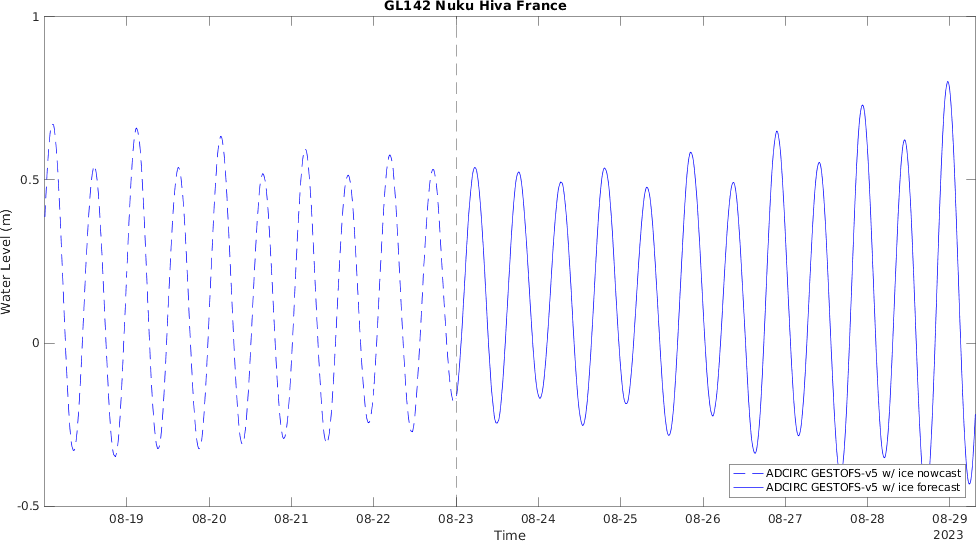 GL142 Nuku Hiva France
1
0.5
0
-0.5
Water Level (m)
08-19 08-20 08-21 08-22 08-23 08-24 08-25 08-26 08-27 08-28 08-29
2023
Time
ADCIRC GESTOFS-v5 w/ ice nowcast
ADCIRC GESTOFS-v5 w/ ice forecast